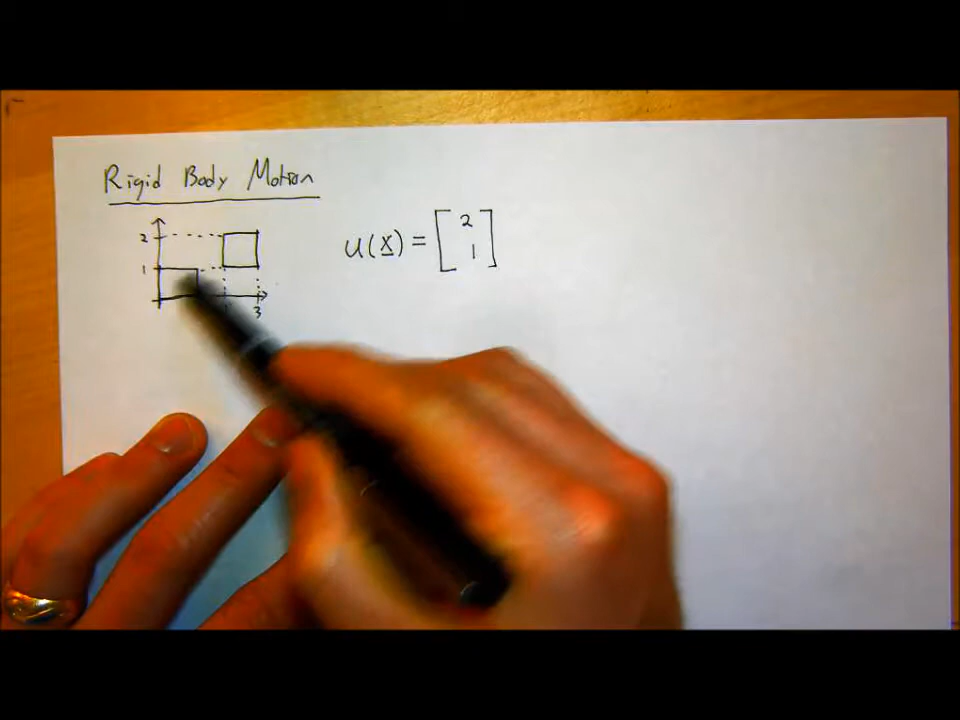 Rigid Body Motion
2
1
3
u(x) = [2
1]